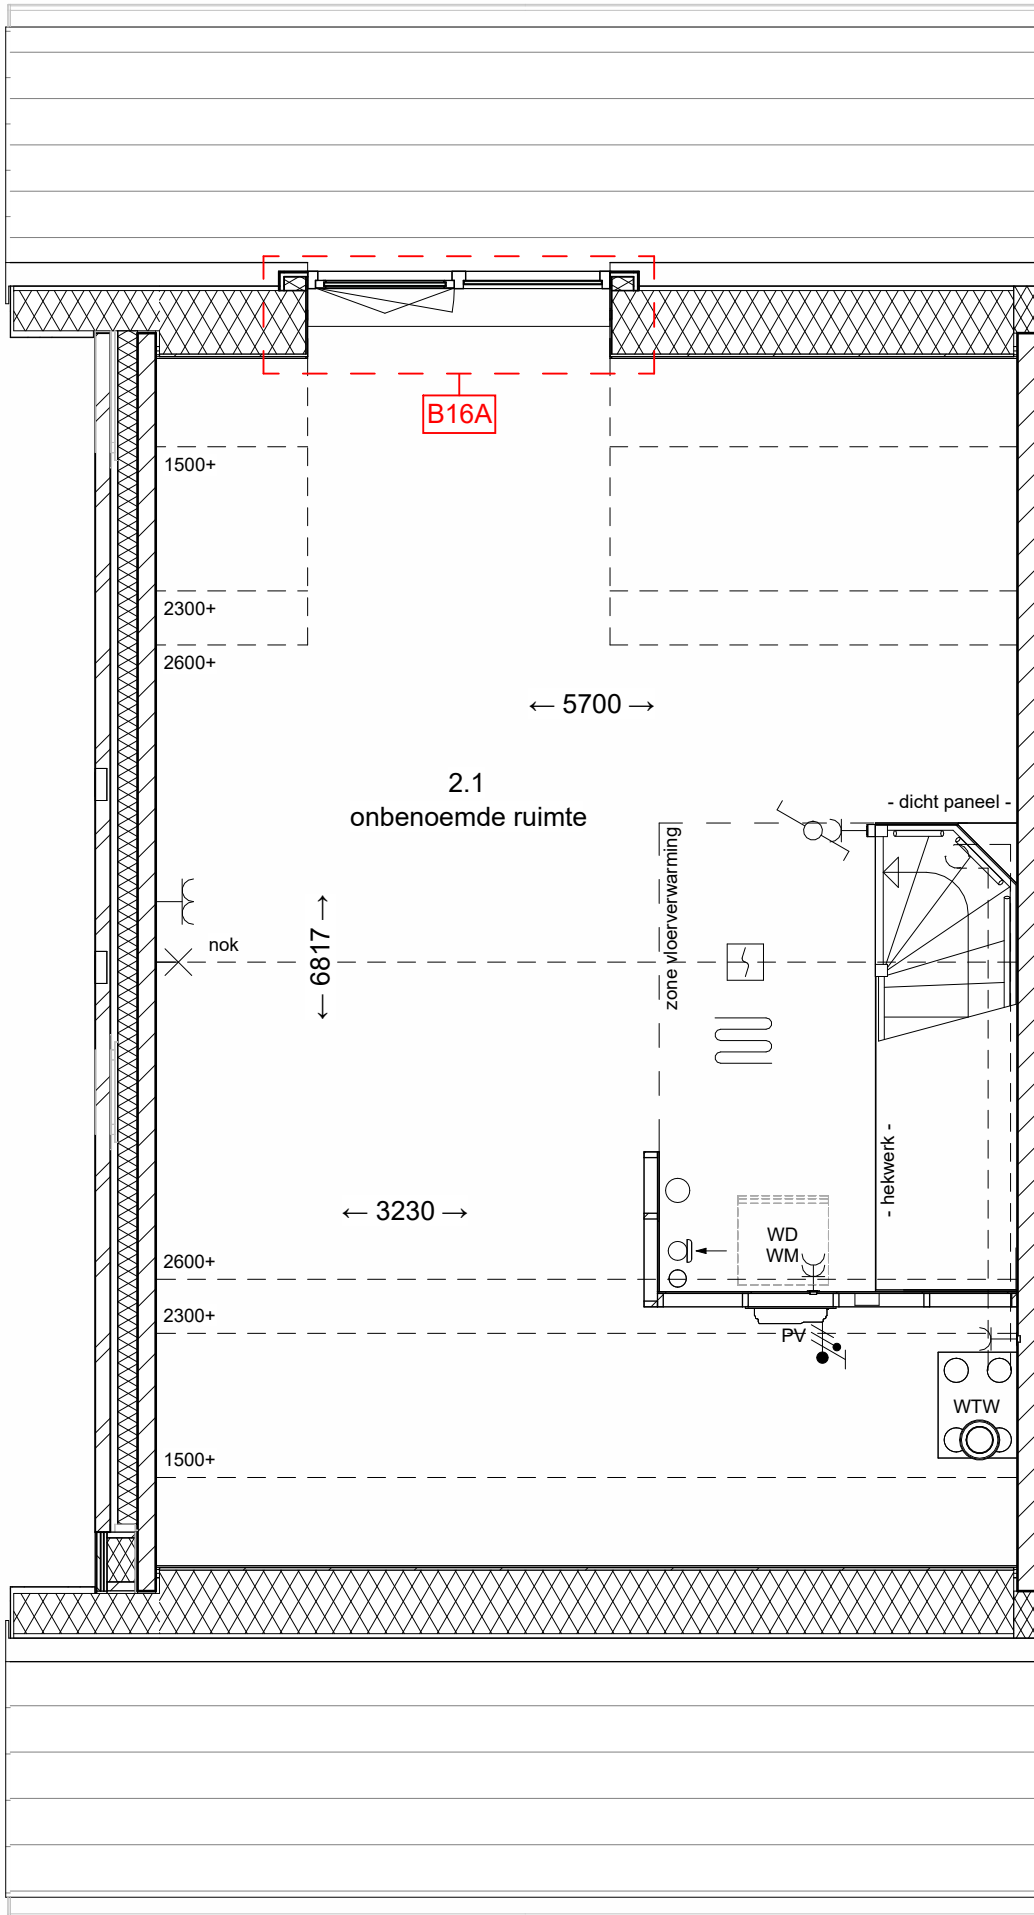 B16A
1500+
2300+
2600+
← 5700 →
2.1
onbenoemde ruimte
- dicht paneel -
zone vloerverwarming
nok
← 6817 →
- hekwerk -
← 3230 →
WD
WM
2600+
2300+
PV
WTW
1500+